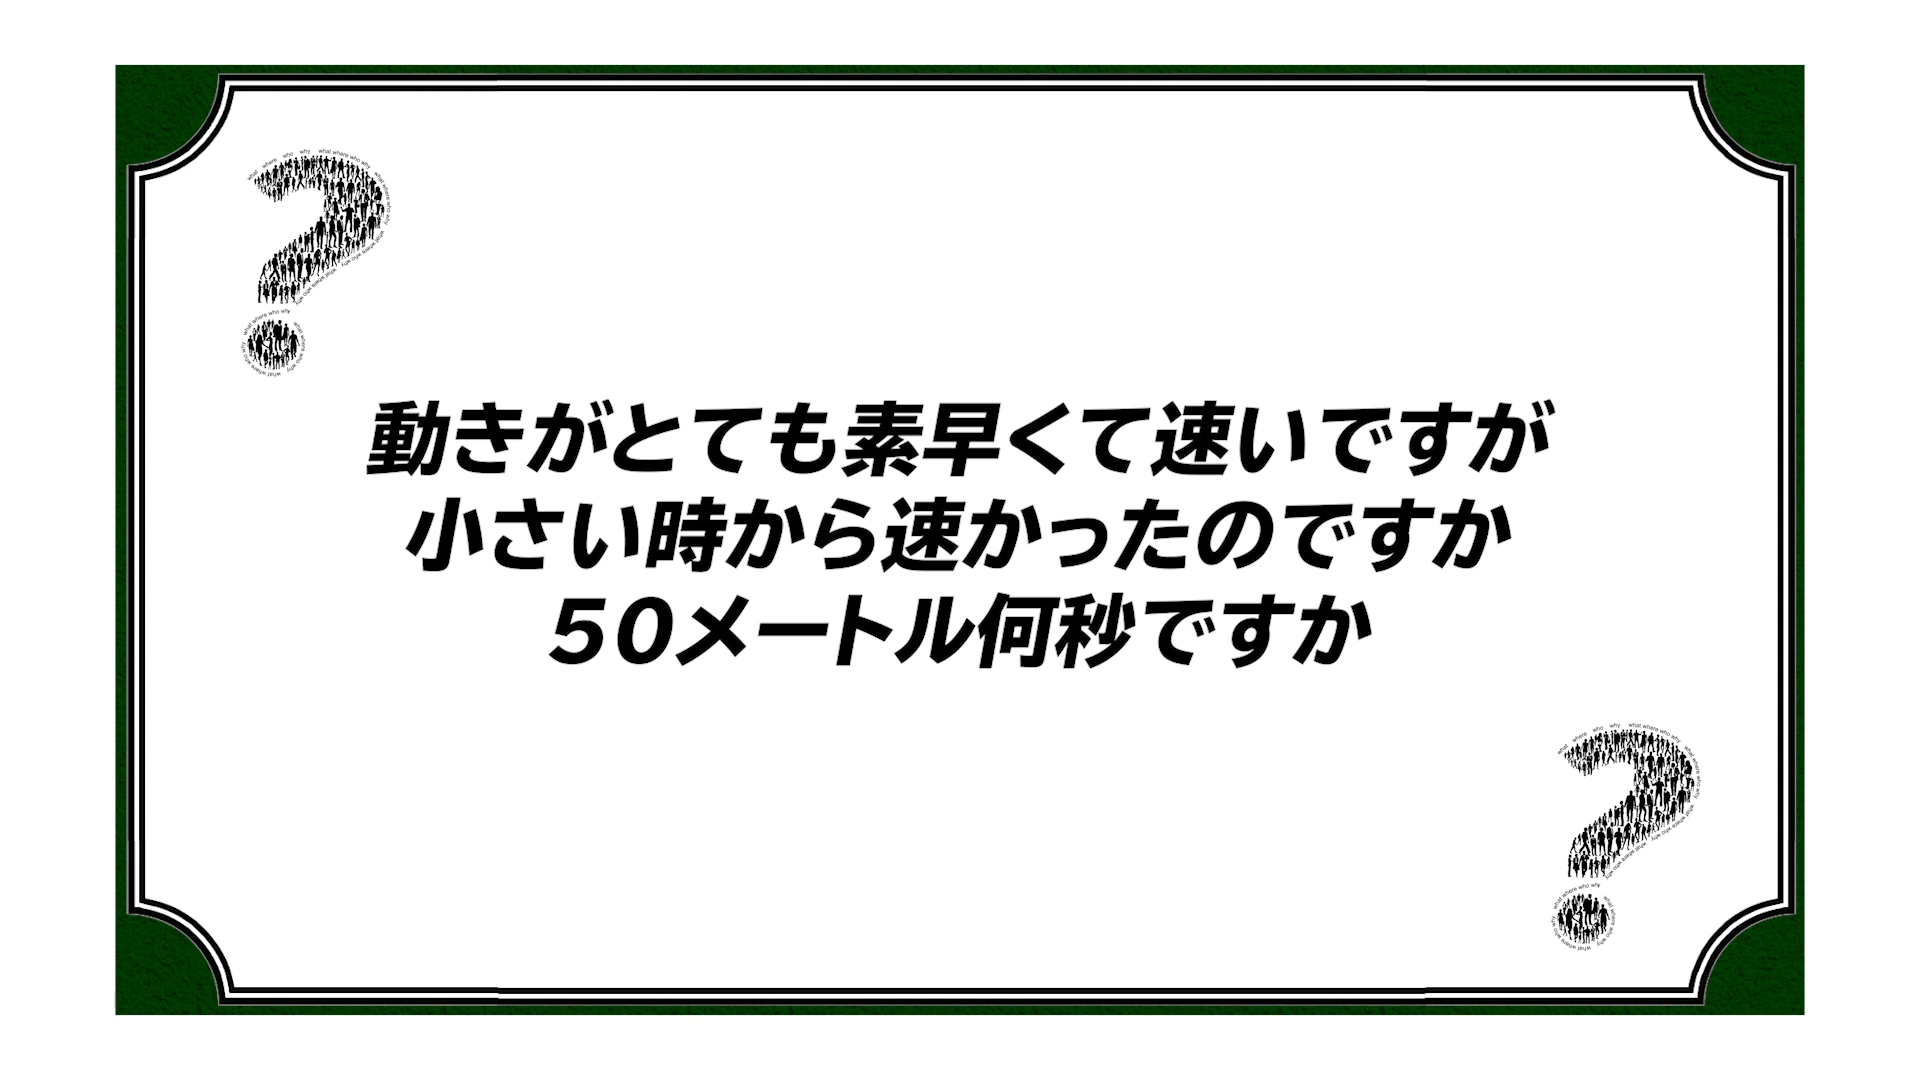 動きがとても素早くて速いですが
小さい時から速かったのですか
50メートル何秒ですか